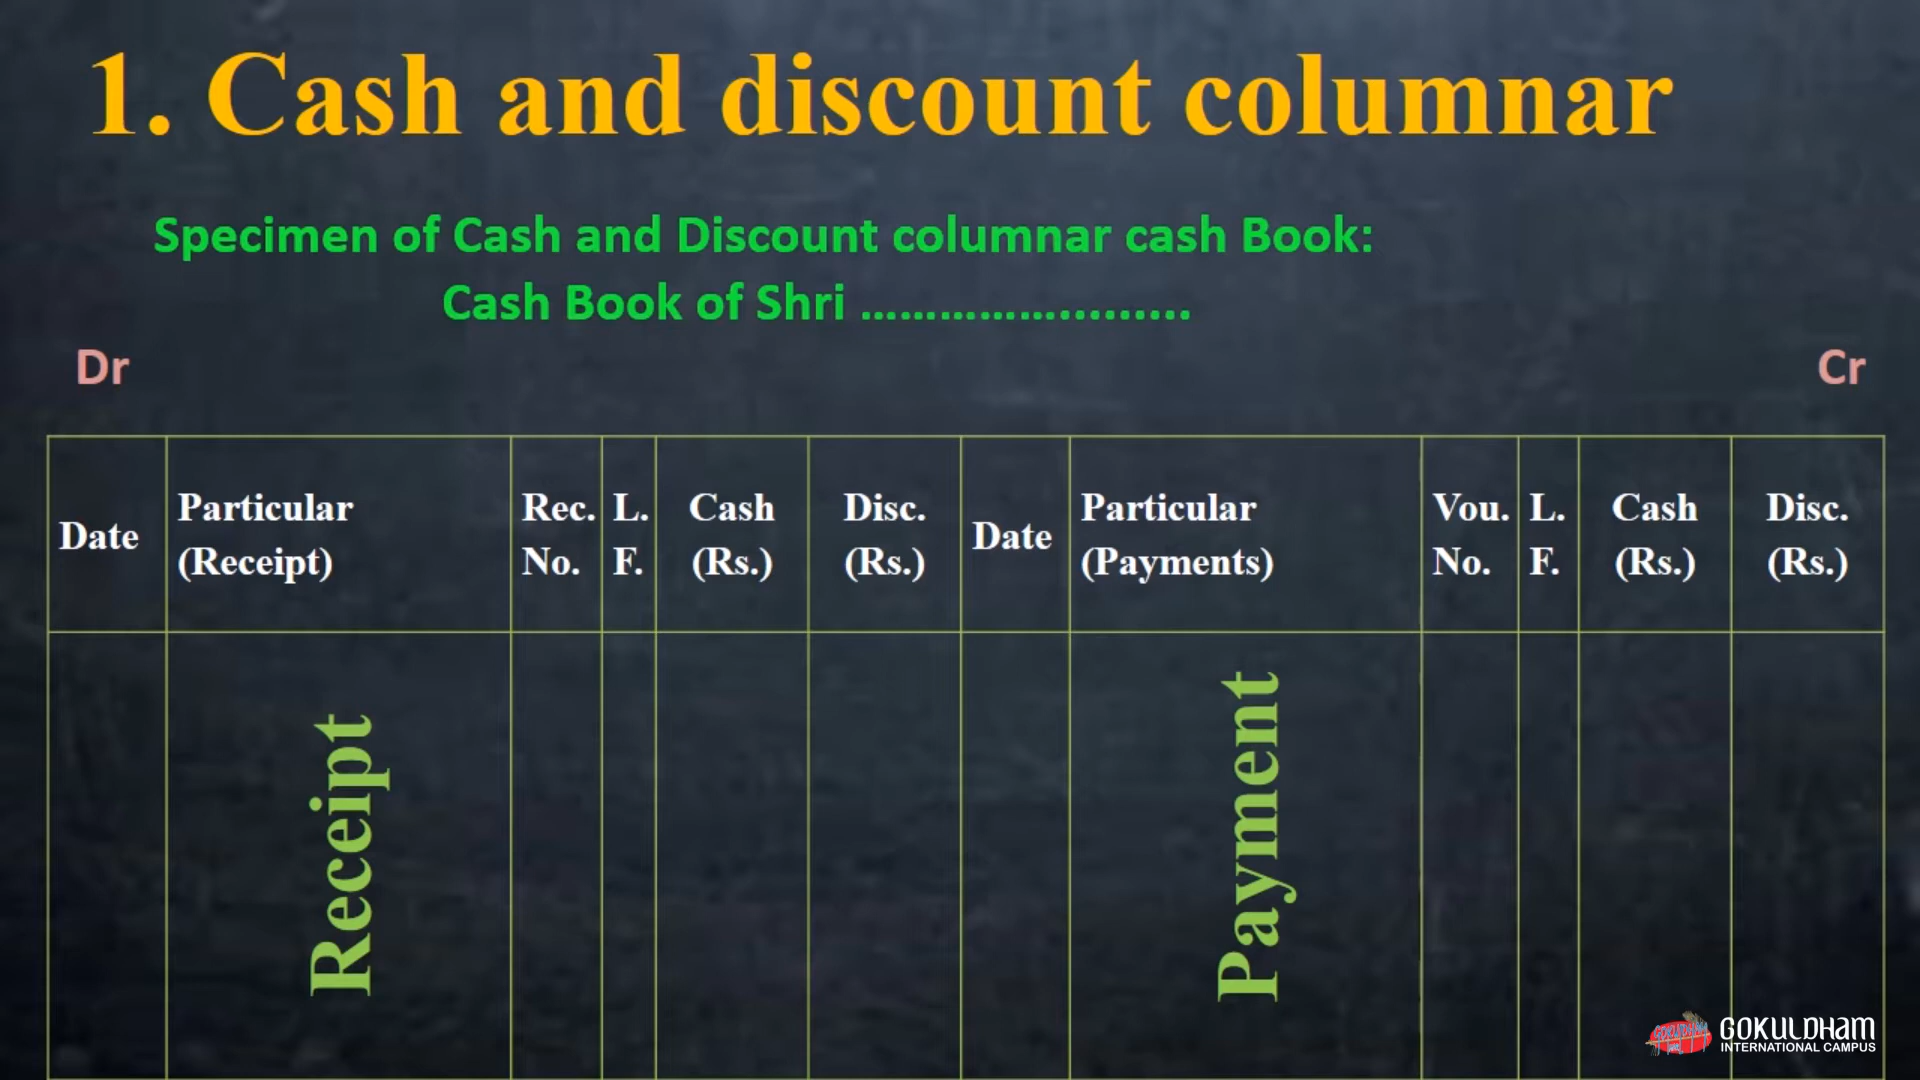 1. Cash and discount columnar
Specimen of Cash and Discount columnar cash Book:
Cash Book of Shri ……………..........
Dr
Cr
Date
Particular
(Receipt)
Rec.
No.
L.
F.
Cash
(Rs.)
Disc.
(Rs.)
Date
Particular
(Payments)
Vou.
No.
L.
F.
Cash
(Rs.)
Disc.
(Rs.)
Receipt
Payment
GOKULDHAM
INTERNATIONAL CAMPUS